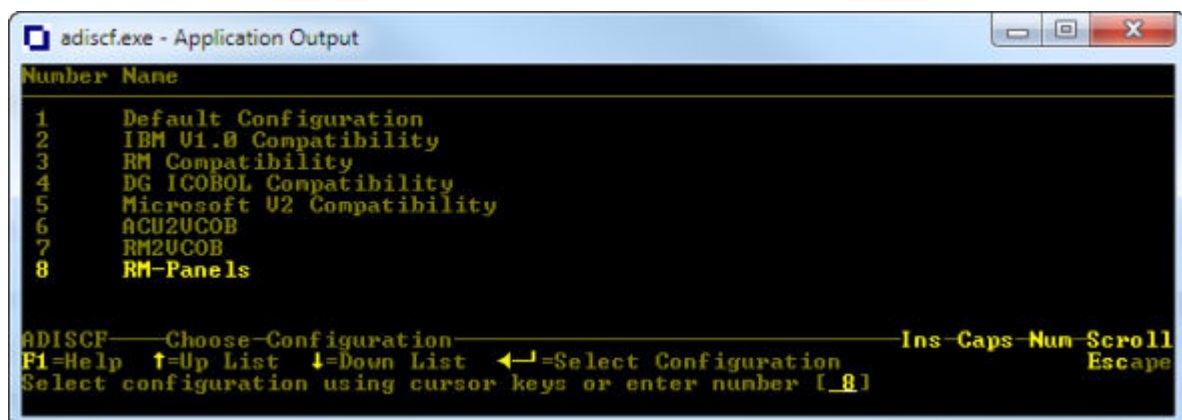 adiscf.exe - Application Output
Number Name
1 Default Configuration
2 IBM V1.0 Compatibility
3 RM Compatibility
4 DG ICOBOL Compatibility
5 Microsoft V2 Compatibility
6 ACU2VCOB
7 RM2VCOB
8 RM-Panels
ADISCF Choose-Configuration Ins-Caps-Num-Scroll
F1=Help ↑=Up List ↓=Down List ←┘=Select Configuration Escape
Select configuration using cursor keys or enter number [ 8]